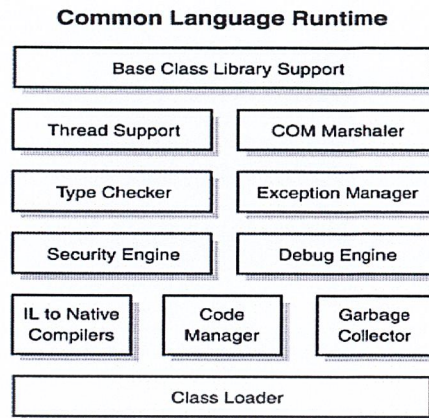 Common Language Runtime
Base Class Library Support
Thread Support
COM Marshaler
Type Checker
Exception Manager
Security Engine
Debug Engine
IL to Native
Compilers
Code
Manager
Garbage
Collector
Class Loader